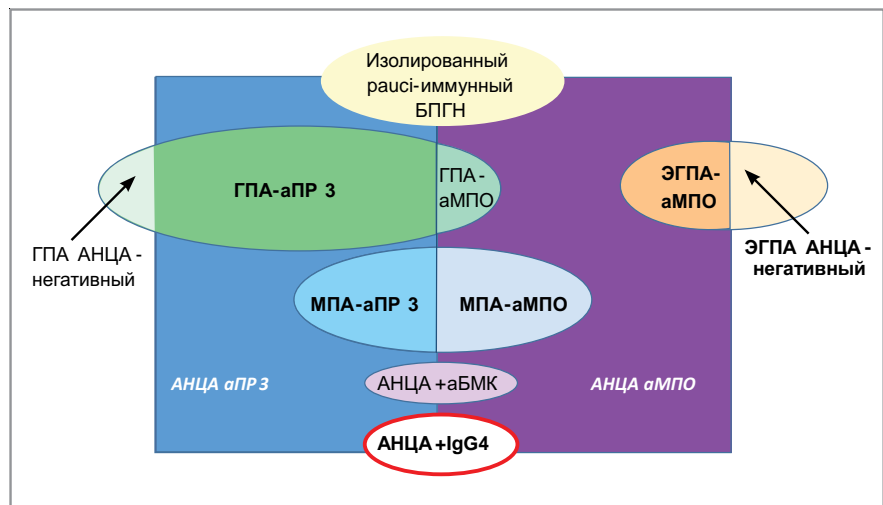 Изолированный
pauci-иммунный
БПГН
ГПА-аПР 3
ГПА-
аМПО
ЭГПА-
аМПО
ГПА АНЦА -
негативный
ЭГПА АНЦА -
негативный
МПА-аПР 3
МПА-аМПО
АНЦА аПР 3
АНЦА +аБМК
АНЦА аМПО
АНЦА +IgG4